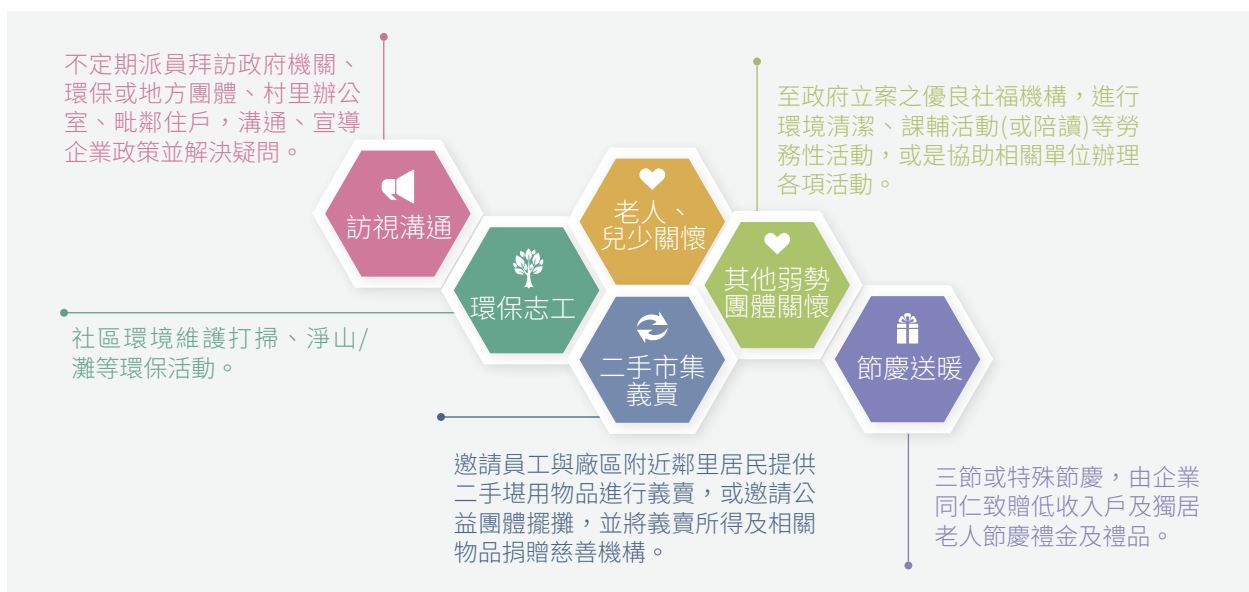 不定期派員拜訪政府機關、
環保或地方團體、村里辦公
室、毗鄰住戶，溝通、宣導
企業政策並解決疑問。
訪視溝通
社區環境維護打掃、淨山/
灘等環保活動。
環保志工
老人、
兒少關懷
至政府立案之優良社福機構，進行
環境清潔、課輔活動(或陪讀)等勞
務性活動，或是協助相關單位辦理
各項活動。
其他弱勢
團體關懷
二手市集
義賣
邀請員工與廠區附近鄰里居民提供
二手堪用物品進行義賣，或邀請公
益團體擺攤，並將義賣所得及相關
物品捐贈慈善機構。
節慶送暖
三節或特殊節慶，由企業
同仁致贈低收入戶及獨居
老人節慶禮金及禮品。